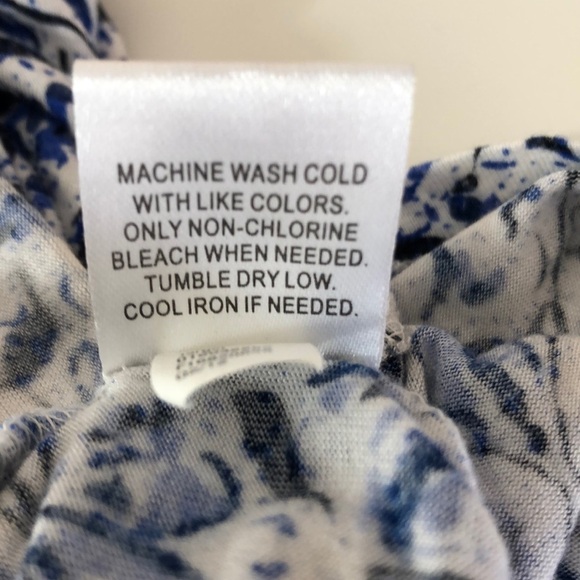 MACHINE WASH COLD
WITH LIKE COLORS.
ONLY NON-CHLORINE
BLEACH WHEN NEEDED.
TUMBLE DRY LOW.
COOL IRON IF NEEDED.